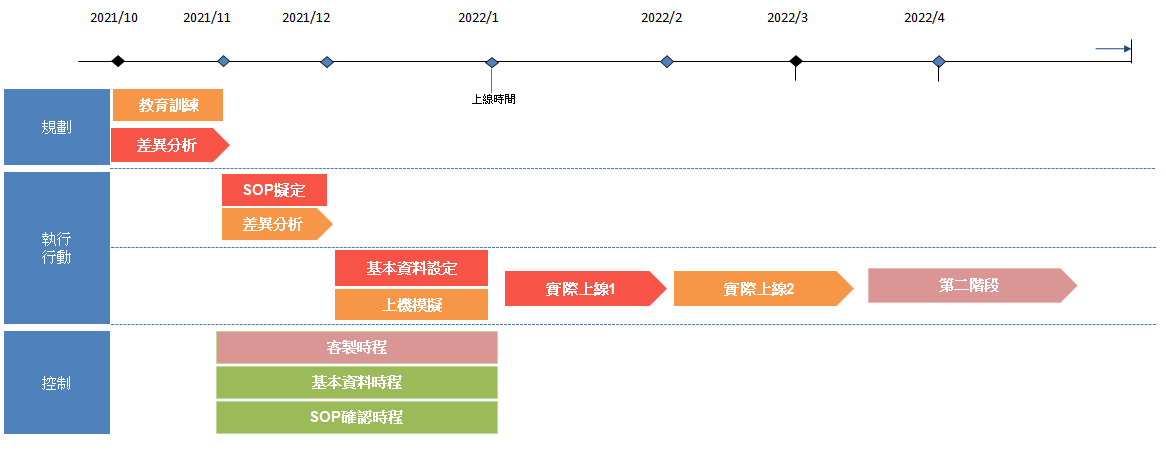 2021/10
2021/11
2021/12
2022/1
2022/2
2022/3
2022/4
上線時間
規劃
教育訓練
差異分析
執行
行動
SOP擬定
差異分析
基本資料設定
上機模擬
實際上線1
實際上線2
第二階段
控制
客製時程
基本資料時程
SOP確認時程